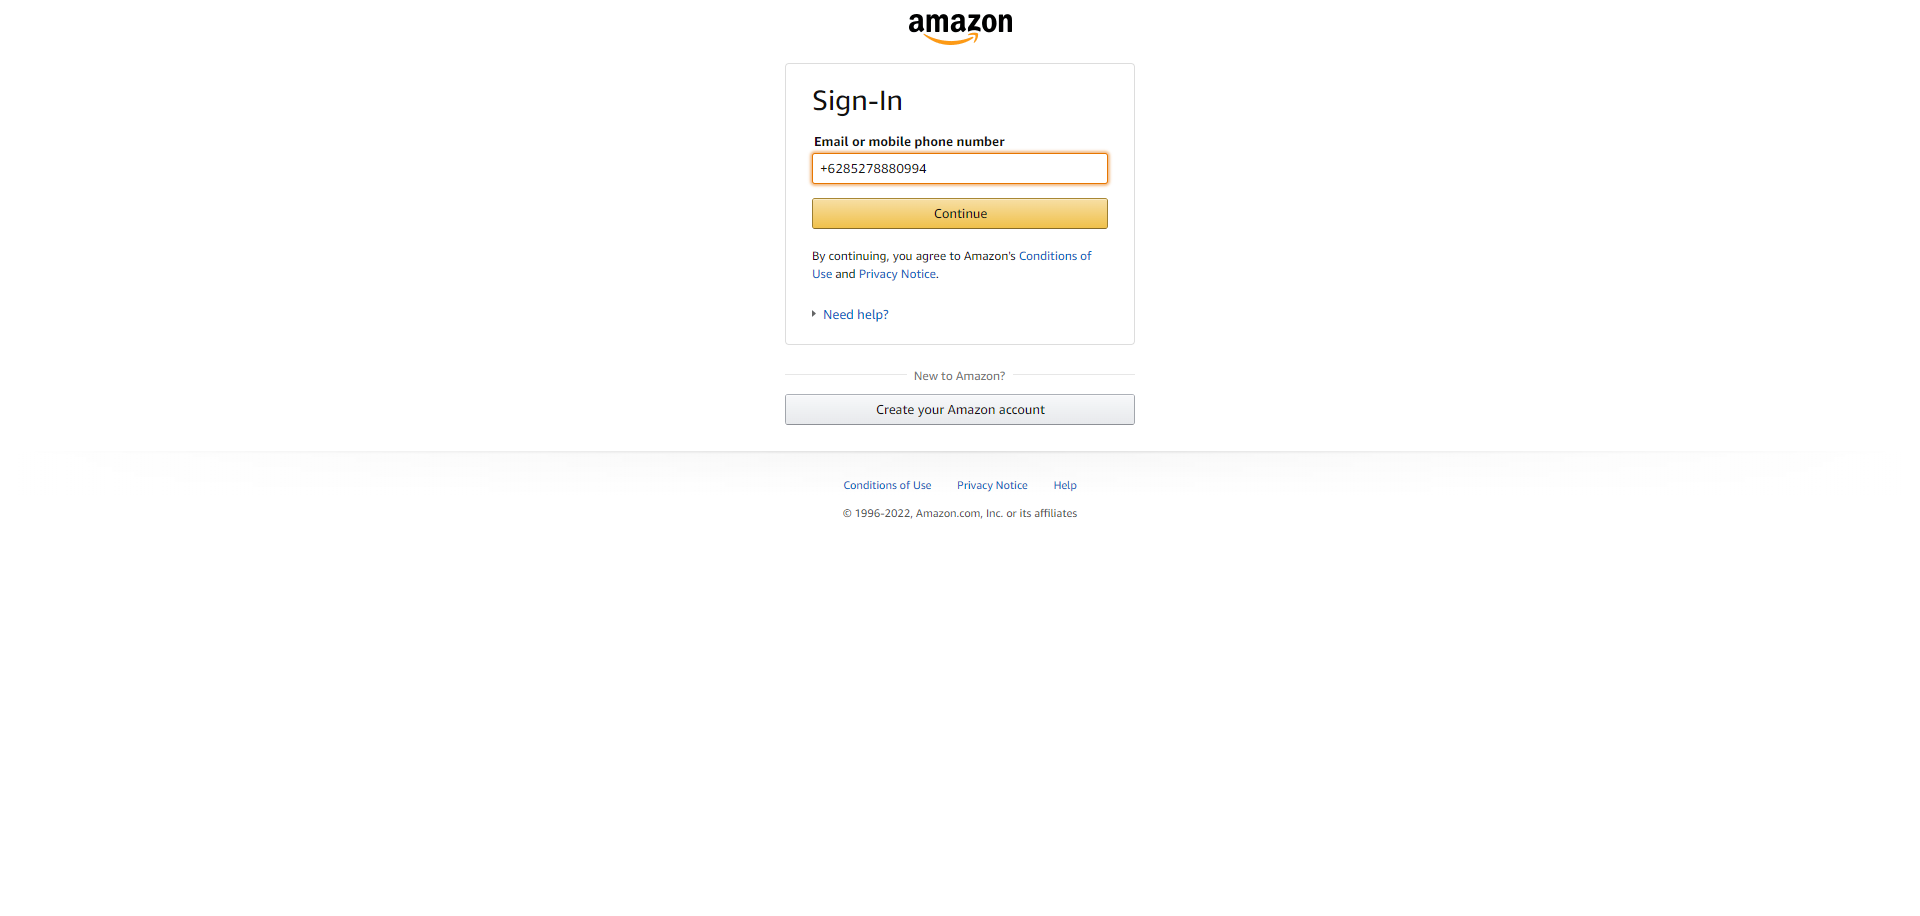 amazon
Sign-In
Email or mobile phone number
+6285278880994
Continue
By continuing, you agree to Amazon's Conditions of
Use and Privacy Notice.
Need help?
New to Amazon?
Create your Amazon account
Conditions of Use Privacy Notice Help
© 1996-2022, Amazon.com, Inc. or its affiliates